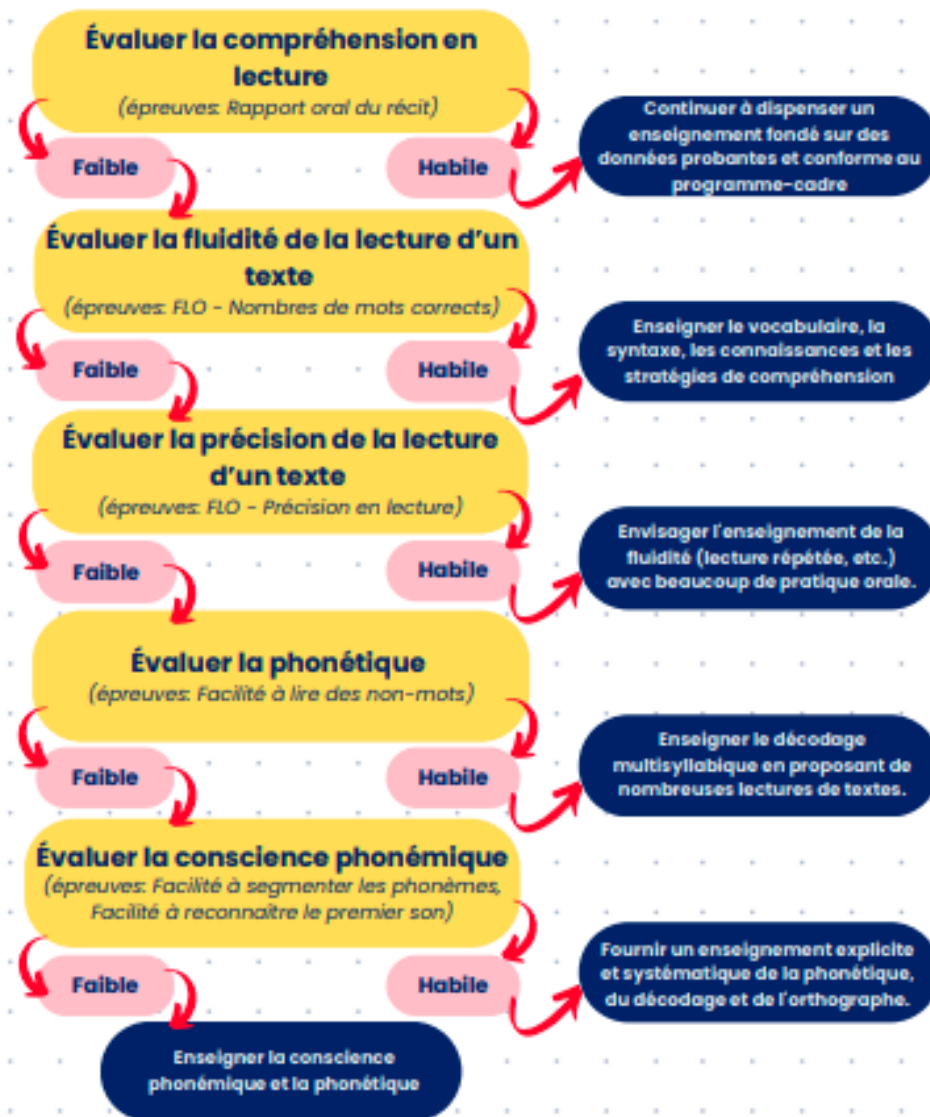 Évaluer la compréhension en
lecture
(épreuves: Rapport oral du récit)
Faible
Habile
Continuer à dispenser un
enseignement fondé sur des
données probantes et conforme au
programme-cadre
Évaluer la fluidité de la lecture d'un
texte
(épreuves: FLO - Nombres de mots corrects)
Faible
Habile
Enseigner le vocabulaire, la
syntaxe, les connaissances et les
stratégies de compréhension
Évaluer la précision de la lecture
d'un texte
(épreuves: FLO - Précision en lecture)
Faible
Habile
Envisager l'enseignement de la
fluidité (lecture répétée, etc.)
avec beaucoup de pratique orale.
Évaluer la phonétique
(épreuves: Facilité à lire des non-mots)
Faible
Habile
Enseigner le décodage
multisyllabique en proposant de
nombreuses lectures de textes.
Évaluer la conscience phonémique
(épreuves: Facilité à segmenter les phonèmes,
Facilité à reconnaître le premier son)
Faible
Habile
Fournir un enseignement explicite
et systématique de la phonétique,
du décodage et de l'orthographe.
Enseigner la conscience
phonémique et la phonétique